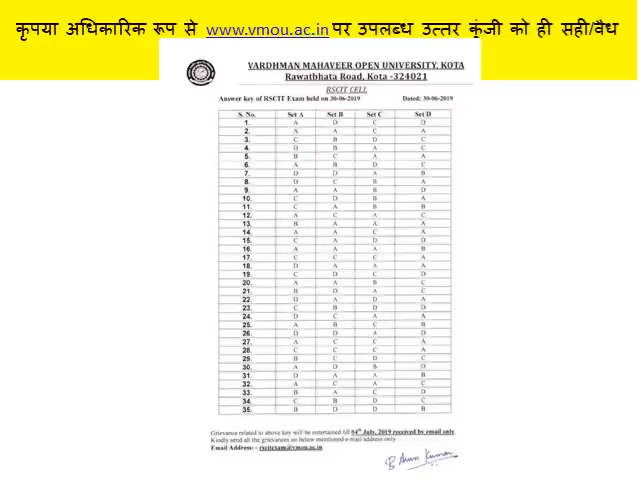 कृपया अधिकारिक रूप से www.vmou.ac.in पर उपलब्ध उत्तर कुंजी को ही सही/वैध
VARDHMAN MAHAVEER OPEN UNIVERSITY, KOTA
Rawatbhata Road, Kota -324021
RSCIT CELL
Answer key of RSCIT Exam held on 30-06-2019 Dated: 30-06-2019
S. No. Set A Set B Set C Set D
1. A D C D
2. A A C A
3. C B D C
4. D B A C
5. B C A A
6. A B D C
7. D D A B
8. D C B A
9. A A B D
10. C D B A
11. C A B B
12. A C A C
13. B A A A
14. A A C A
15. C A D D
16. A A A B
17. C C C A
18. D A A A
19. C D C D
20. A A B C
21. B D A C
22. D A D A
23. C B D D
24. D C A A
25. A B C B
26. D D A D
27. A C C A
28. C C C A
29. B C D C
30. A D B D
31. D A A B
32. A C A C
33. B A C D
34. C B D C
35. B D D B
Grievance related to above key will be entertained till 04th July, 2019 received by email only.
Kindly send all the grievances on below mentioned e-mail address only
Email Address: - rscitexam@vmou.ac.in
B Arun Kumar